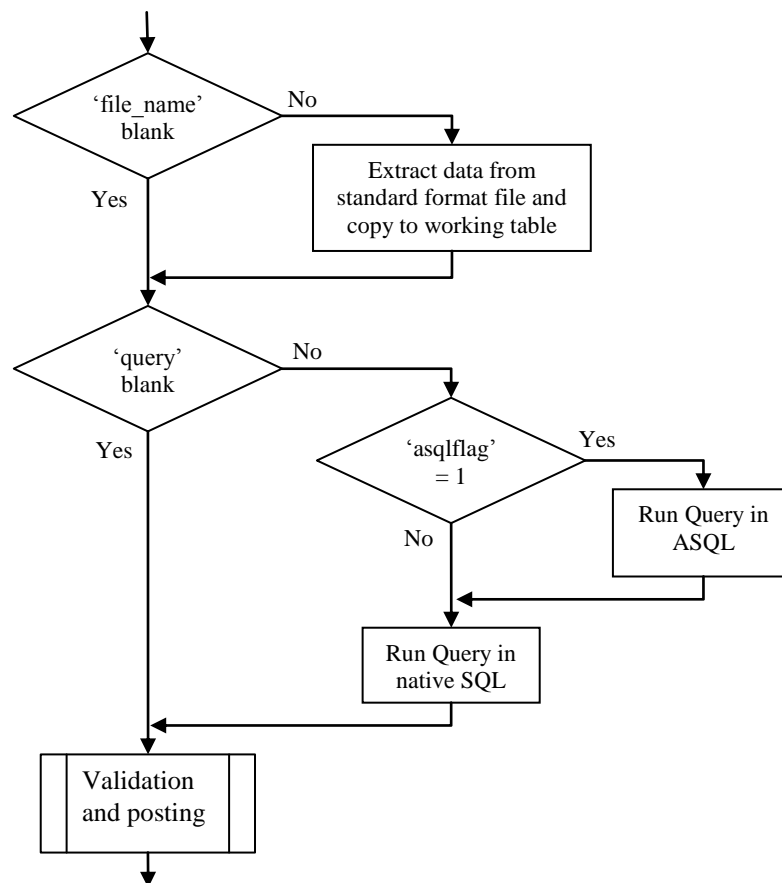 ‘file_name’
blank
No
Yes
Extract data from
standard format file and
copy to working table
‘query’
blank
No
Yes
‘asqlflag’
= 1
Yes
No
Run Query in
ASQL
Run Query in
native SQL
Validation
and posting